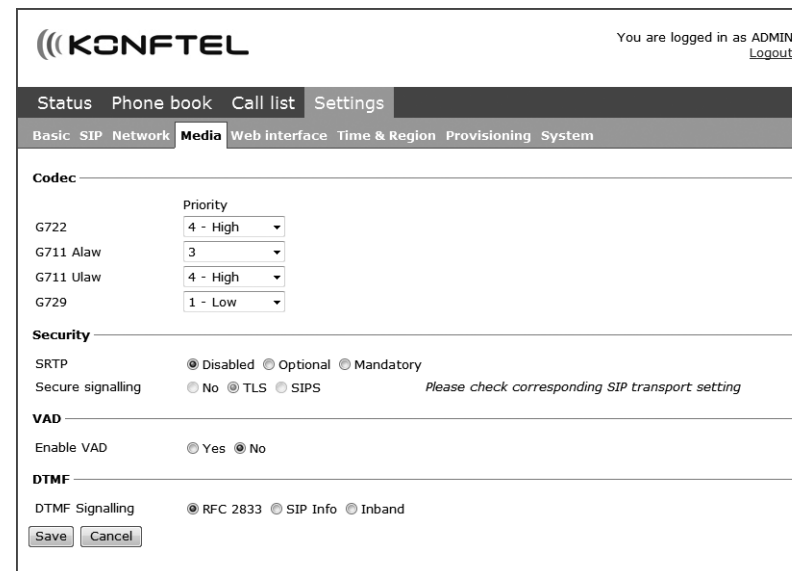 KONFTEL
You are logged in as ADMIN
Logout
Status Phone book Call list Settings
Basic SIP Network Media Web interface Time & Region Provisioning System
Codec
Priority
G722 4 - High
G711 Alaw 3
G711 Ulaw 4 - High
G729 1 - Low
Security
SRTP Disabled Optional Mandatory
Secure signalling No TLS SIPS Please check corresponding SIP transport setting
VAD
Enable VAD Yes No
DTMF
DTMF Signalling RFC 2833 SIP Info Inband
Save Cancel